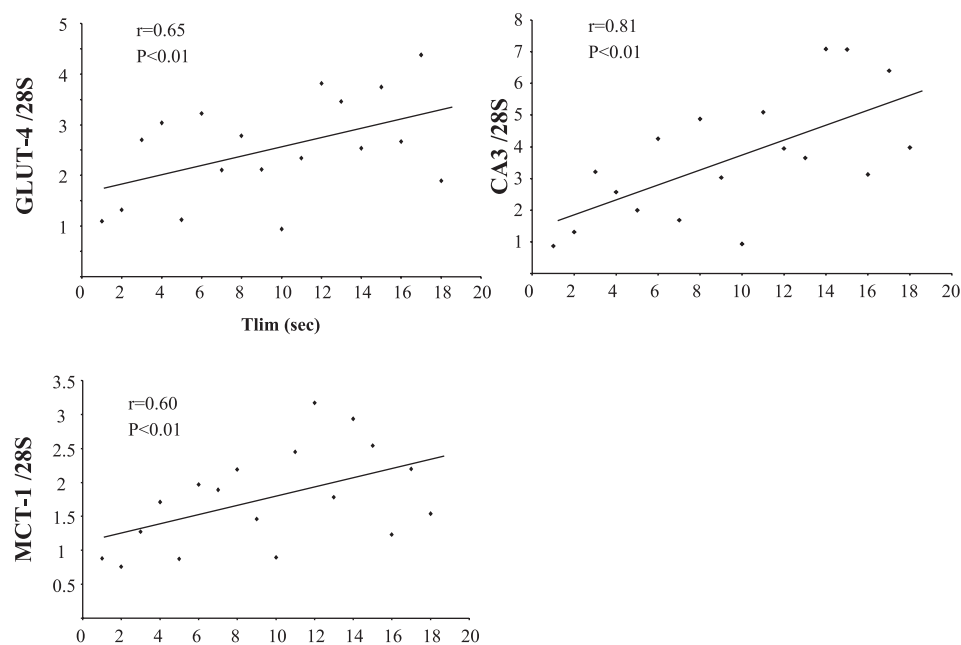 GLUT-4 /28S
r=0.65
P<0.01
5
4
3
2
1
0 2 4 6 8 10 12 14 16 18 20
Tlim (sec)
CA3 /28S
r=0.81
P<0.01
8
7
6
5
4
3
2
1
0 2 4 6 8 10 12 14 16 18 20
MCT-1 /28S
r=0.60
P<0.01
3.5
3
2.5
2
1.5
1
0.5
0 2 4 6 8 10 12 14 16 18 20